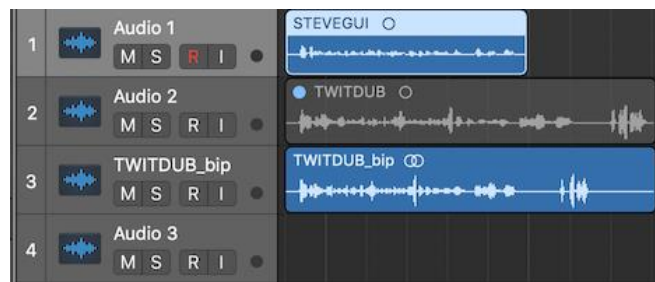 1 Audio 1 STEVEGUI
M S R I
2 Audio 2 TWITDUB
M S R I
3 TWITDUB_bip TWITDUB_bip
M S R I
4 Audio 3
M S R I